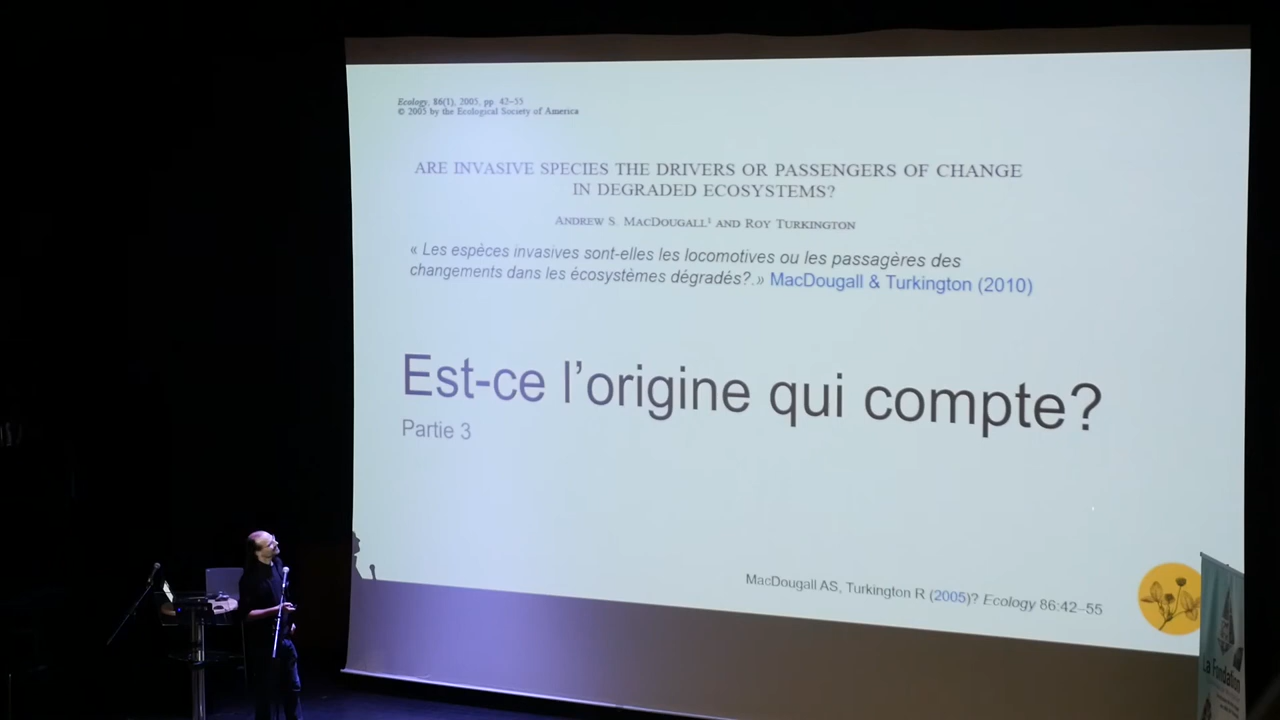 Ecology, 86(1), 2005, pp. 42–55
© 2005 by the Ecological Society of America
ARE INVASIVE SPECIES THE DRIVERS OR PASSENGERS OF CHANGE
IN DEGRADED ECOSYSTEMS?
ANDREW S. MACDOUGALL¹ AND ROY TURKINGTON
« Les espèces invasives sont-elles les locomotives ou les passagères des
changements dans les écosystèmes dégradés?.» MacDougall & Turkington (2010)
Est-ce l’origine qui compte?
Partie 3
MacDougall AS, Turkington R (2005)? Ecology 86:42–55
La Fondation